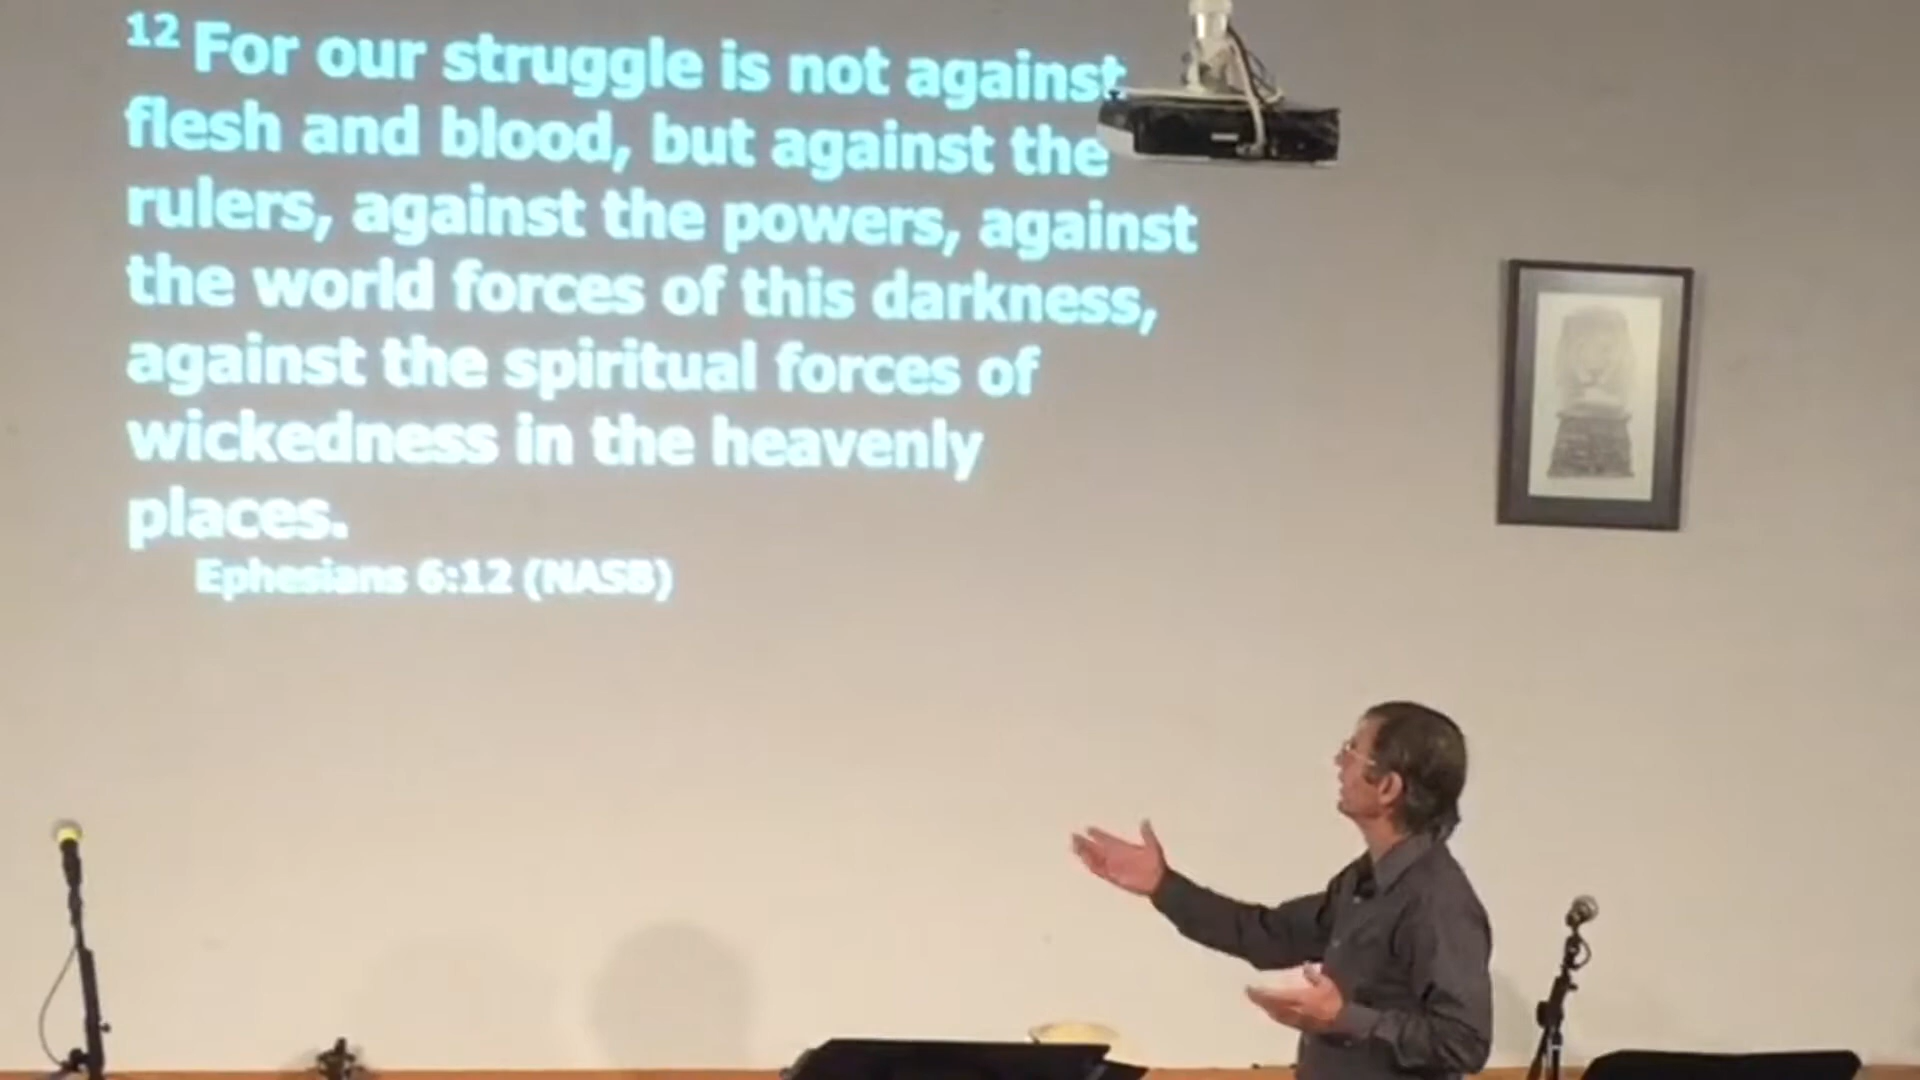 12 For our struggle is not against
flesh and blood, but against the
rulers, against the powers, against
the world forces of this darkness,
against the spiritual forces of
wickedness in the heavenly
places.
Ephesians 6:12 (NASB)